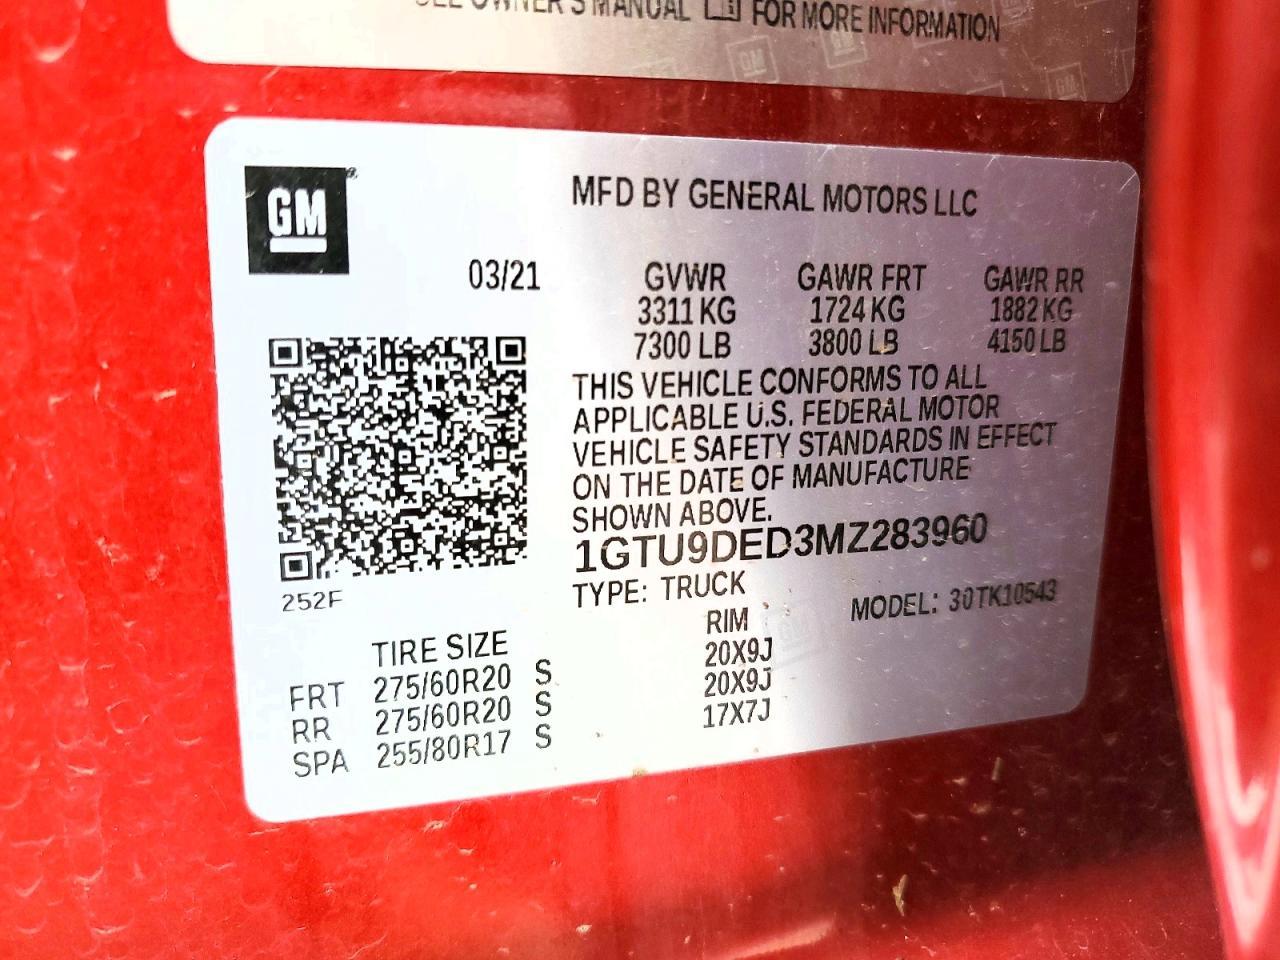 SEE OWNER'S MANUAL FOR MORE INFORMATION
GM
MFD BY GENERAL MOTORS LLC
03/21 GVWR GAWR FRT GAWR RR
3311 KG 1724 KG 1882 KG
7300 LB 3800 LB 4150 LB
THIS VEHICLE CONFORMS TO ALL
APPLICABLE U.S. FEDERAL MOTOR
VEHICLE SAFETY STANDARDS IN EFFECT
ON THE DATE OF MANUFACTURE
SHOWN ABOVE.
1GTU9DED3MZ283960
252F
TYPE: TRUCK MODEL: 30TK10543
TIRE SIZE RIM
FRT 275/60R20 S 20X9J
RR 275/60R20 S 20X9J
SPA 255/80R17 S 17X7J